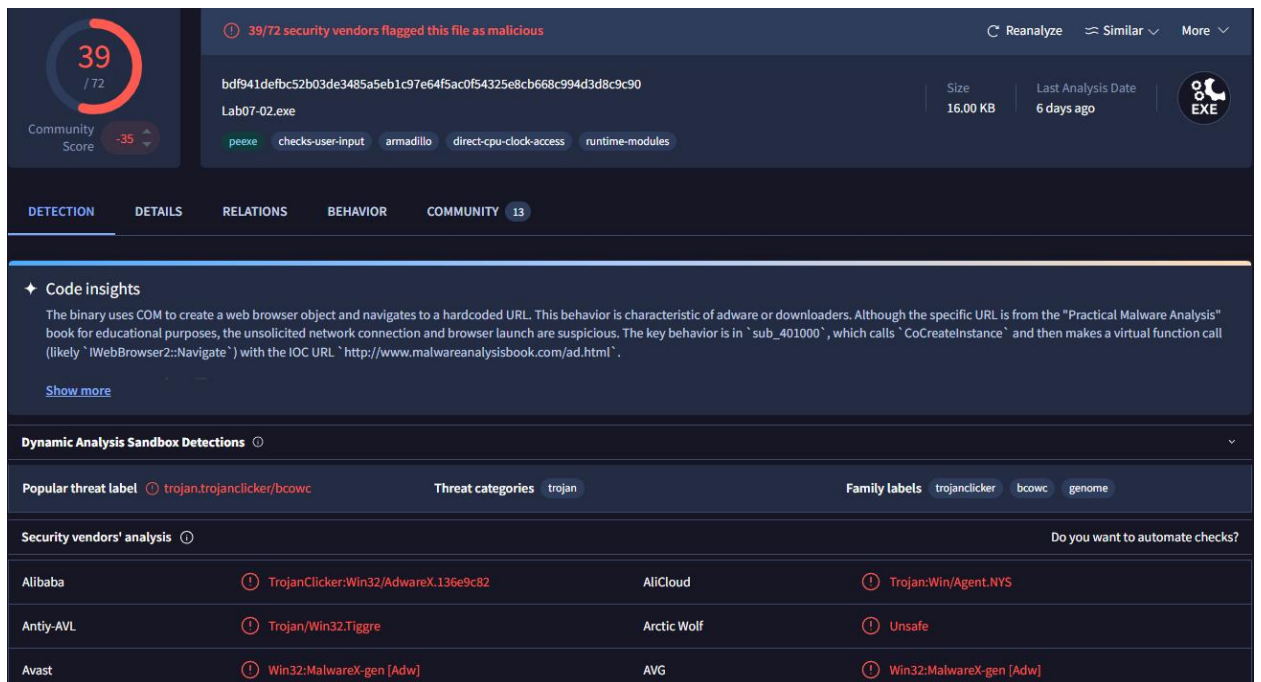 39
/ 72
Community
Score
-35
39/72 security vendors flagged this file as malicious
Reanalyze
Similar
More
bdf941defbc52b03de3485a5eb1c97e64f5ac0f54325e8cb668c994d3d8c9c90
Lab07-02.exe
peexe
checks-user-input
armadillo
direct-cpu-clock-access
runtime-modules
Size
16.00 KB
Last Analysis Date
6 days ago
EXE
DETECTION
DETAILS
RELATIONS
BEHAVIOR
COMMUNITY 13
Code insights
The binary uses COM to create a web browser object and navigates to a hardcoded URL. This behavior is characteristic of adware or downloaders. Although the specific URL is from the "Practical Malware Analysis"
book for educational purposes, the unsolicited network connection and browser launch are suspicious. The key behavior is in `sub_401000`, which calls `CoCreateInstance` and then makes a virtual function call
(likely `IWebBrowser2::Navigate`) with the IOC URL `http://www.malwareanalysisbook.com/ad.html`.
Show more
Dynamic Analysis Sandbox Detections
Popular threat label trojan.trojanclicker/bcowc
Threat categories trojan
Family labels trojanclicker bcowc genome
Security vendors' analysis
Do you want to automate checks?
Alibaba
TrojanClicker:Win32/AdwareX.136e9c82
AliCloud
Trojan:Win/Agent.NYS
Antiy-AVL
Trojan/Win32.Tiggre
Arctic Wolf
Unsafe
Avast
Win32:MalwareX-gen [Adw]
AVG
Win32:MalwareX-gen [Adw]